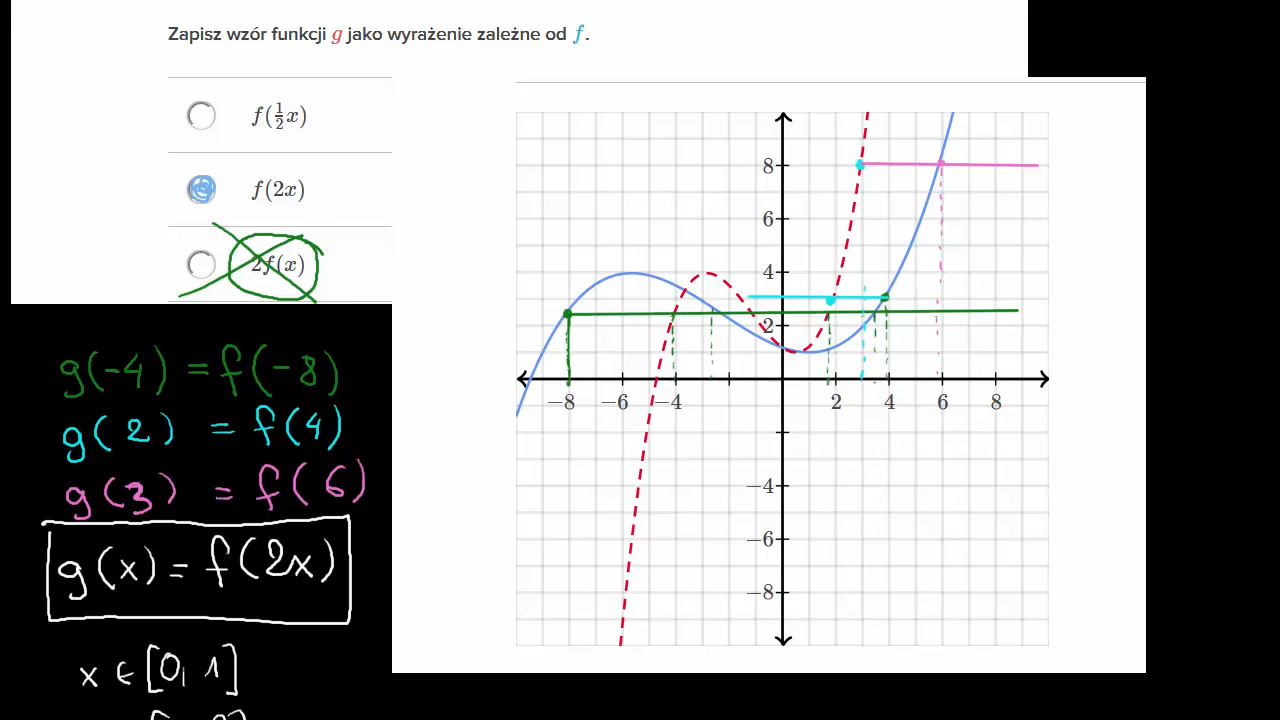 Zapisz wzór funkcji g jako wyrażenie zależne od f.
f(½x)
f(2x)
2f(x)
g(-4) = f(-8)
g(2) = f(4)
g(3) = f(6)
g(x) = f(2x)
x ∈ [0, 1]
8
6
4
2
−8 −6 −4 2 4 6 8
−4
−6
−8